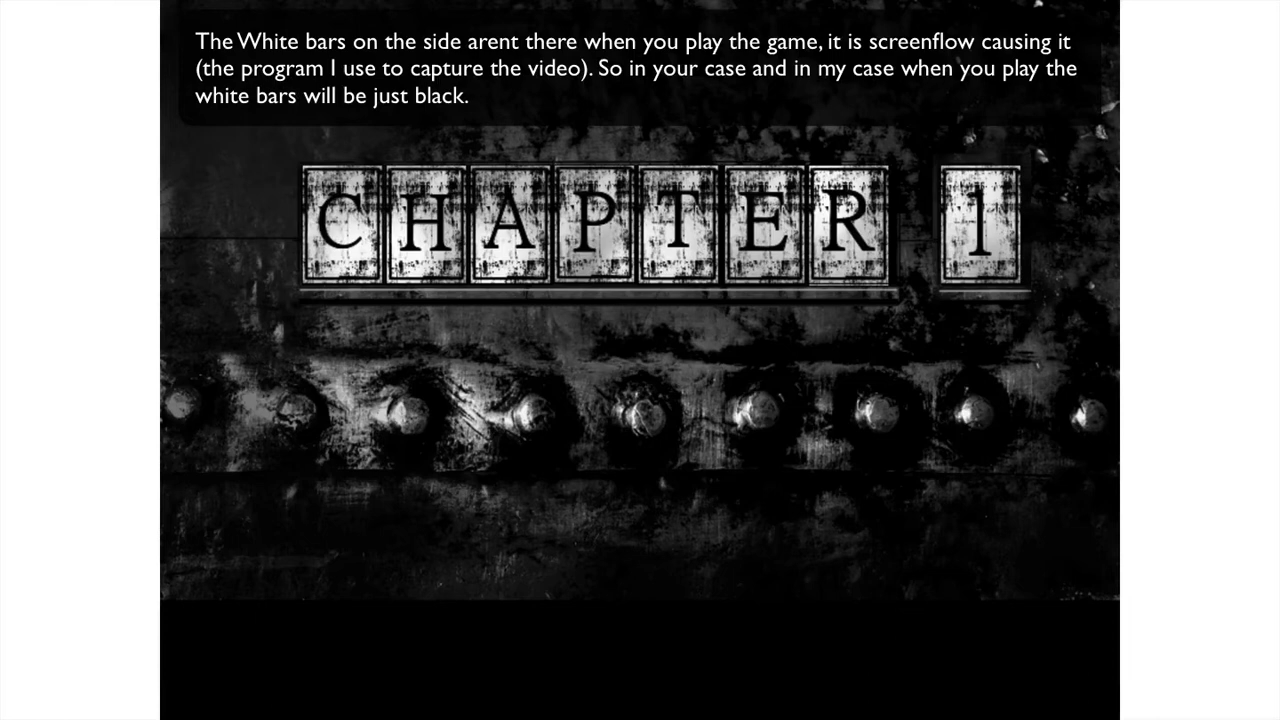 The White bars on the side arent there when you play the game, it is screenflow causing it
(the program I use to capture the video). So in your case and in my case when you play the
white bars will be just black.
CHAPTER 1